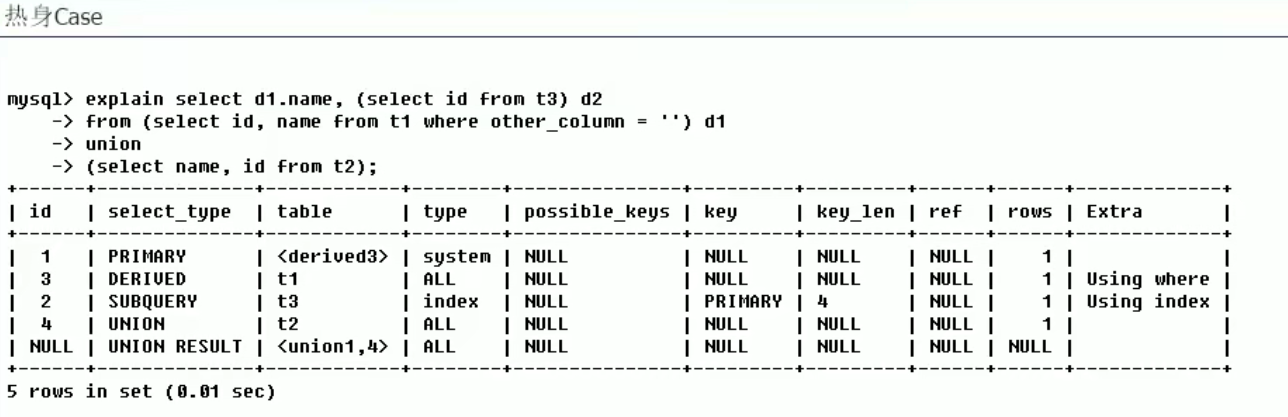 热身Case
mysql> explain select d1.name, (select id from t3) d2
    -> from (select id, name from t1 where other_column = '') d1
    -> union
    -> (select name, id from t2);
+------+--------------+------------+--------+---------------+---------+---------+------+------+-------------+
| id   | select_type  | table      | type   | possible_keys | key     | key_len | ref  | rows | Extra       |
+------+--------------+------------+--------+---------------+---------+---------+------+------+-------------+
|  1   | PRIMARY      | <derived3> | system | NULL          | NULL    | NULL    | NULL |    1 |             |
|  3   | DERIVED      | t1         | ALL    | NULL          | NULL    | NULL    | NULL |    1 | Using where |
|  2   | SUBQUERY     | t3         | index  | NULL          | PRIMARY | 4       | NULL |    1 | Using index |
|  4   | UNION        | t2         | ALL    | NULL          | NULL    | NULL    | NULL |    1 |             |
| NULL | UNION RESULT | <union1,4> | ALL    | NULL          | NULL    | NULL    | NULL | NULL |             |
+------+--------------+------------+--------+---------------+---------+---------+------+------+-------------+
5 rows in set (0.01 sec)